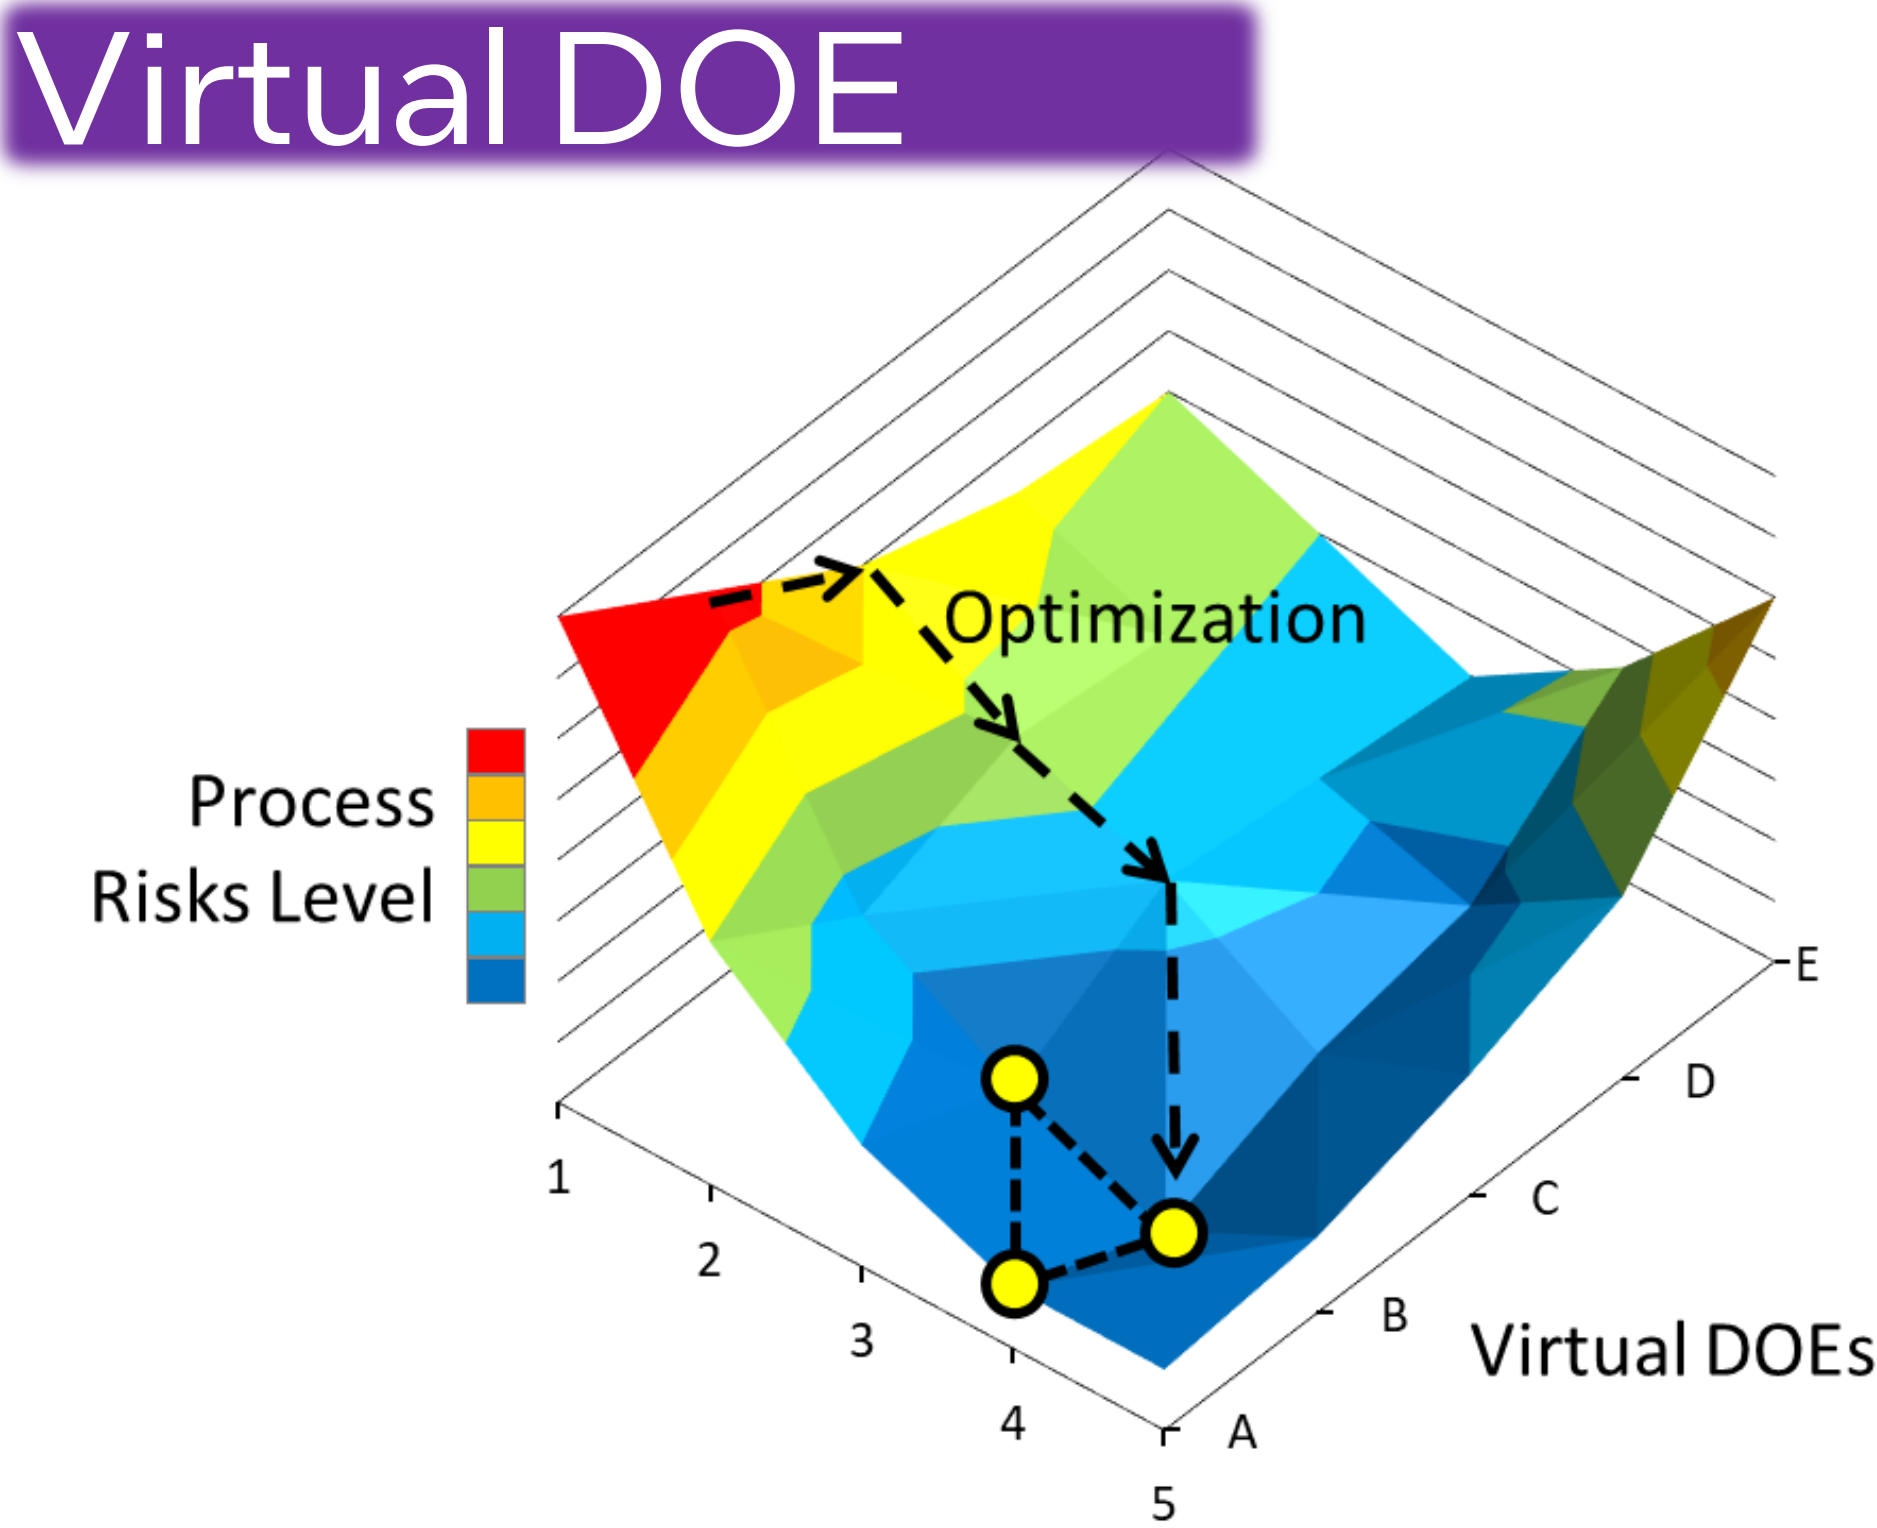 Virtual DOE
Optimization
Process
Risks Level
E
D
C
B
A
1
2
3
4
5
Virtual DOEs